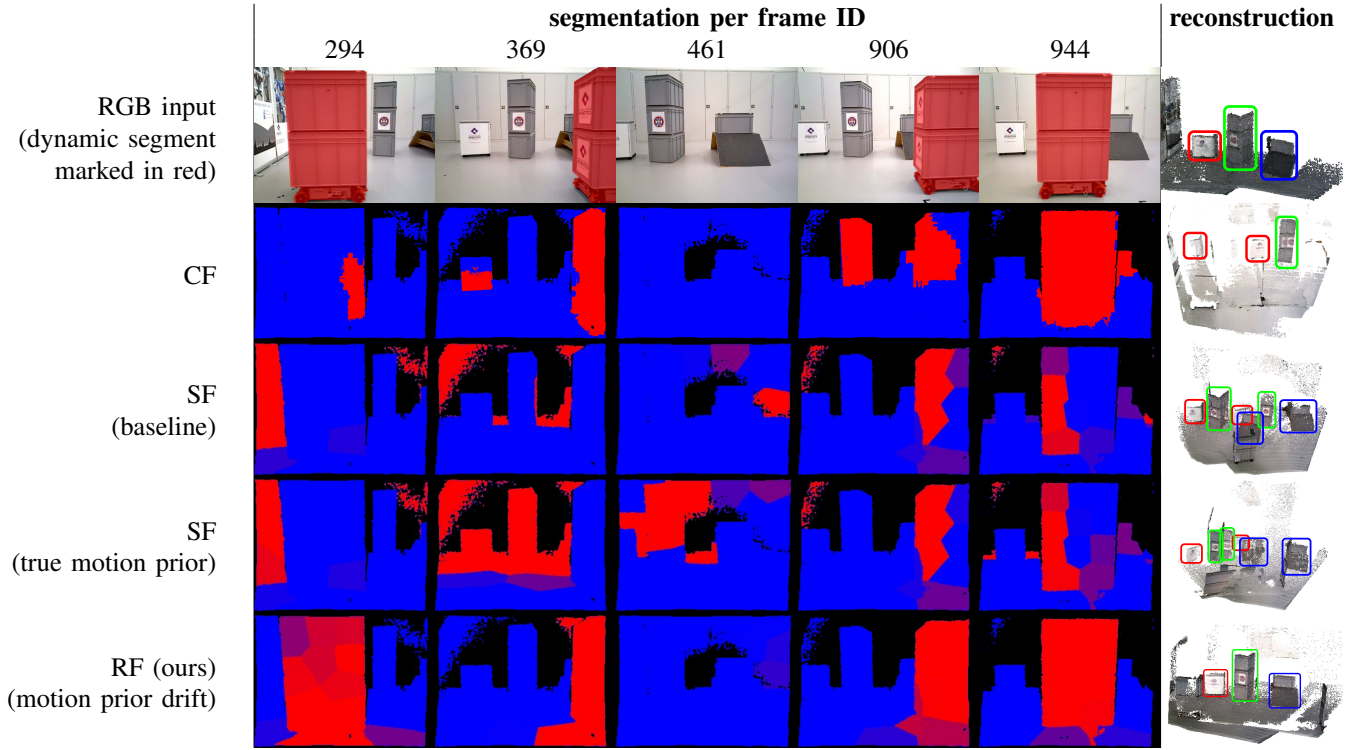 segmentation per frame ID
reconstruction
294 369 461 906 944
RGB input
(dynamic segment
marked in red)
CF
SF
(baseline)
SF
(true motion prior)
RF (ours)
(motion prior drift)